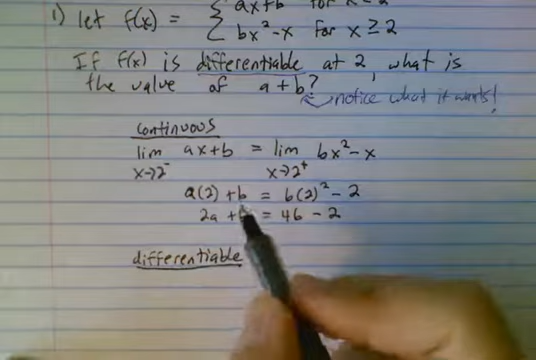 1) let f(x) = { ax+b for x < 2
bx²-x for x ≥ 2
If f(x) is differentiable at 2, what is
the value of a+b?
notice what it wants!
continuous
lim ax+b = lim bx²-x
x→2⁻ x→2⁺
a(2) + b = b(2)² - 2
2a + = 4b - 2
differentiable